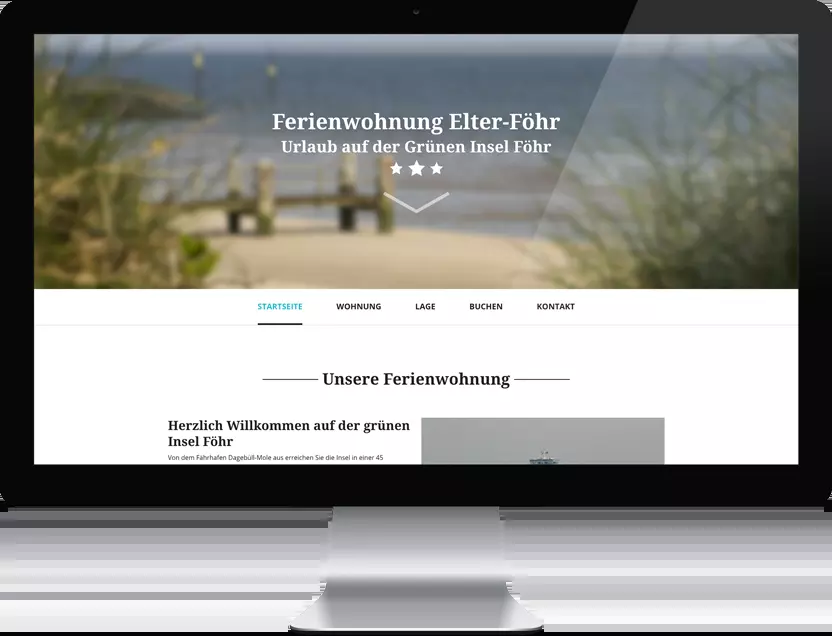 Ferienwohnung Elter-Föhr
Urlaub auf der Grünen Insel Föhr
STARTSEITE WOHNUNG LAGE BUCHEN KONTAKT
Unsere Ferienwohnung
Herzlich Willkommen auf der grünen
Insel Föhr
Von dem Fährhafen Dagebüll-Mole aus erreichen Sie die Insel in einer 45